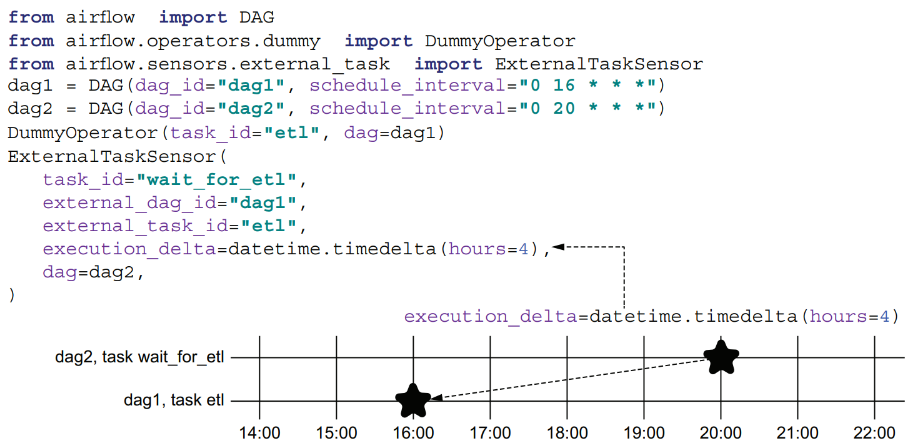 from airflow  import DAG
from airflow.operators.dummy  import DummyOperator
from airflow.sensors.external_task  import ExternalTaskSensor
dag1 = DAG(dag_id="dag1", schedule_interval="0 16 * * *")
dag2 = DAG(dag_id="dag2", schedule_interval="0 20 * * *")
DummyOperator(task_id="etl", dag=dag1)
ExternalTaskSensor(
   task_id="wait_for_etl",
   external_dag_id="dag1",
   external_task_id="etl",
   execution_delta=datetime.timedelta(hours=4),
   dag=dag2,
)
execution_delta=datetime.timedelta(hours=4)
dag2, task wait_for_etl
dag1, task etl
14:00 15:00 16:00 17:00 18:00 19:00 20:00 21:00 22:00